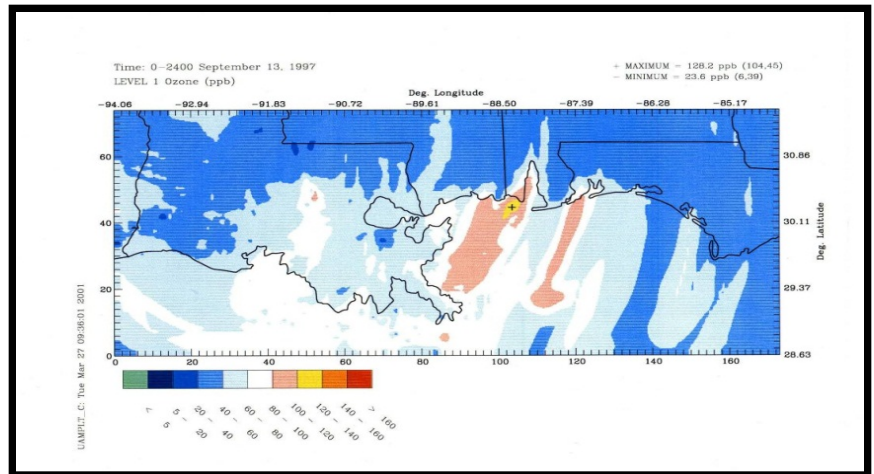 Time: 0-2400 September 13, 1997
LEVEL 1 Ozone (ppb)
+ MAXIMUM = 128.2 ppb (104,45)
- MINIMUM = 23.6 ppb (6,39)
Deg. Longitude
-94.06 -92.94 -91.83 -90.72 -89.61 -88.50 -87.39 -86.28 -85.17
60 30.86
40 30.11
20 29.37
0 28.63
Deg. Latitude
0 20 40 60 80 100 120 140 160
< 5
5 - 20
20 - 40
40 - 60
60 - 80
80 - 100
100 - 120
120 - 140
140 - 160
> 160
UAMPLT_C: Tue Mar 27 09:36:01 2001